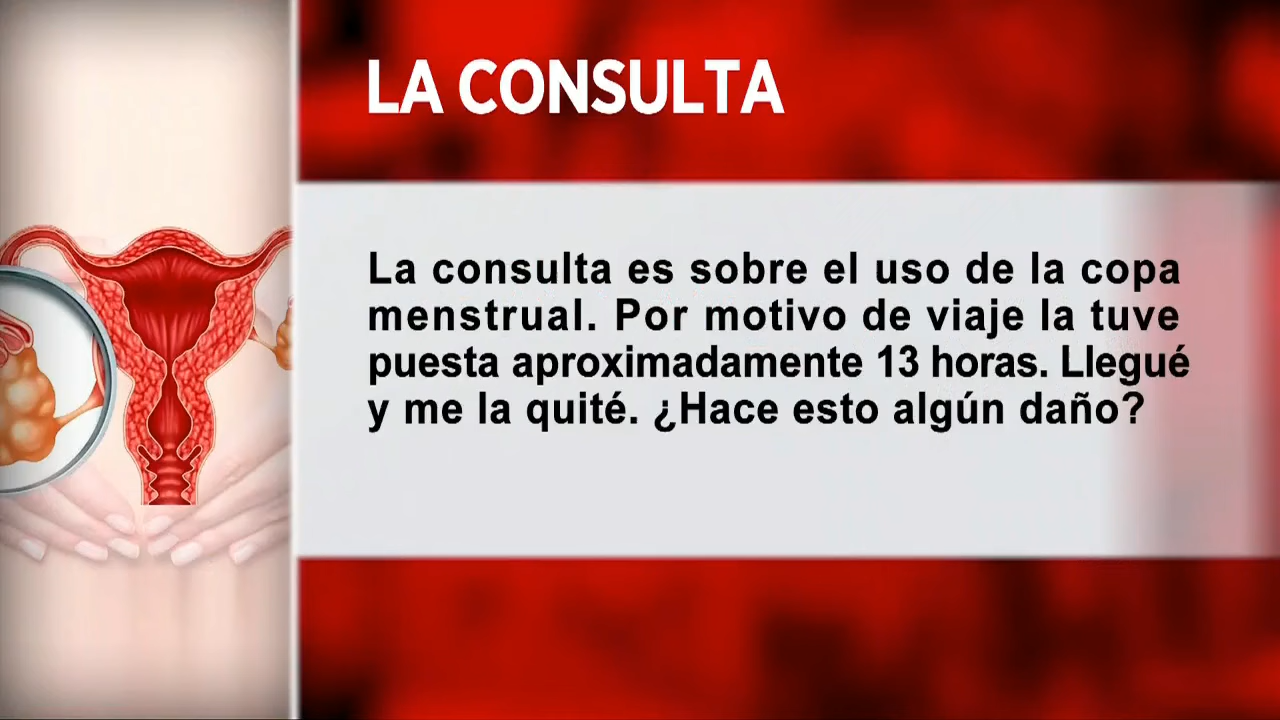 LA CONSULTA
La consulta es sobre el uso de la copa
menstrual. Por motivo de viaje la tuve
puesta aproximadamente 13 horas. Llegué
y me la quité. ¿Hace esto algún daño?